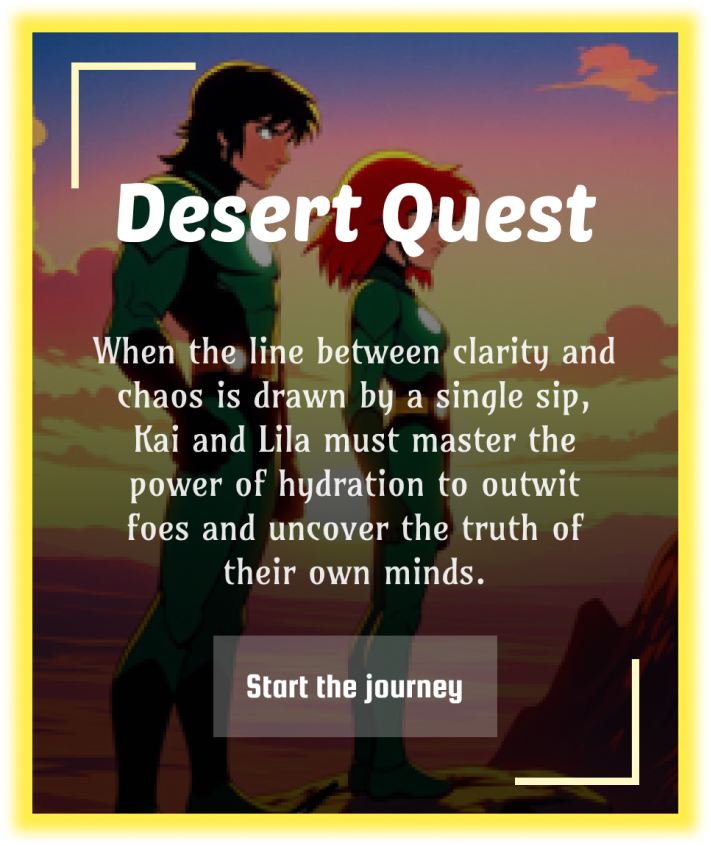 Desert Quest
When the line between clarity and
chaos is drawn by a single sip,
Kai and Lila must master the
power of hydration to outwit
foes and uncover the truth of
their own minds.
Start the journey